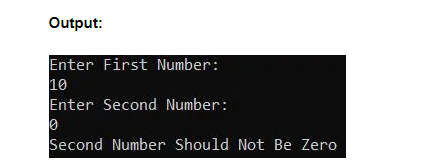 Output:
Enter First Number:
10
Enter Second Number:
0
Second Number Should Not Be Zero